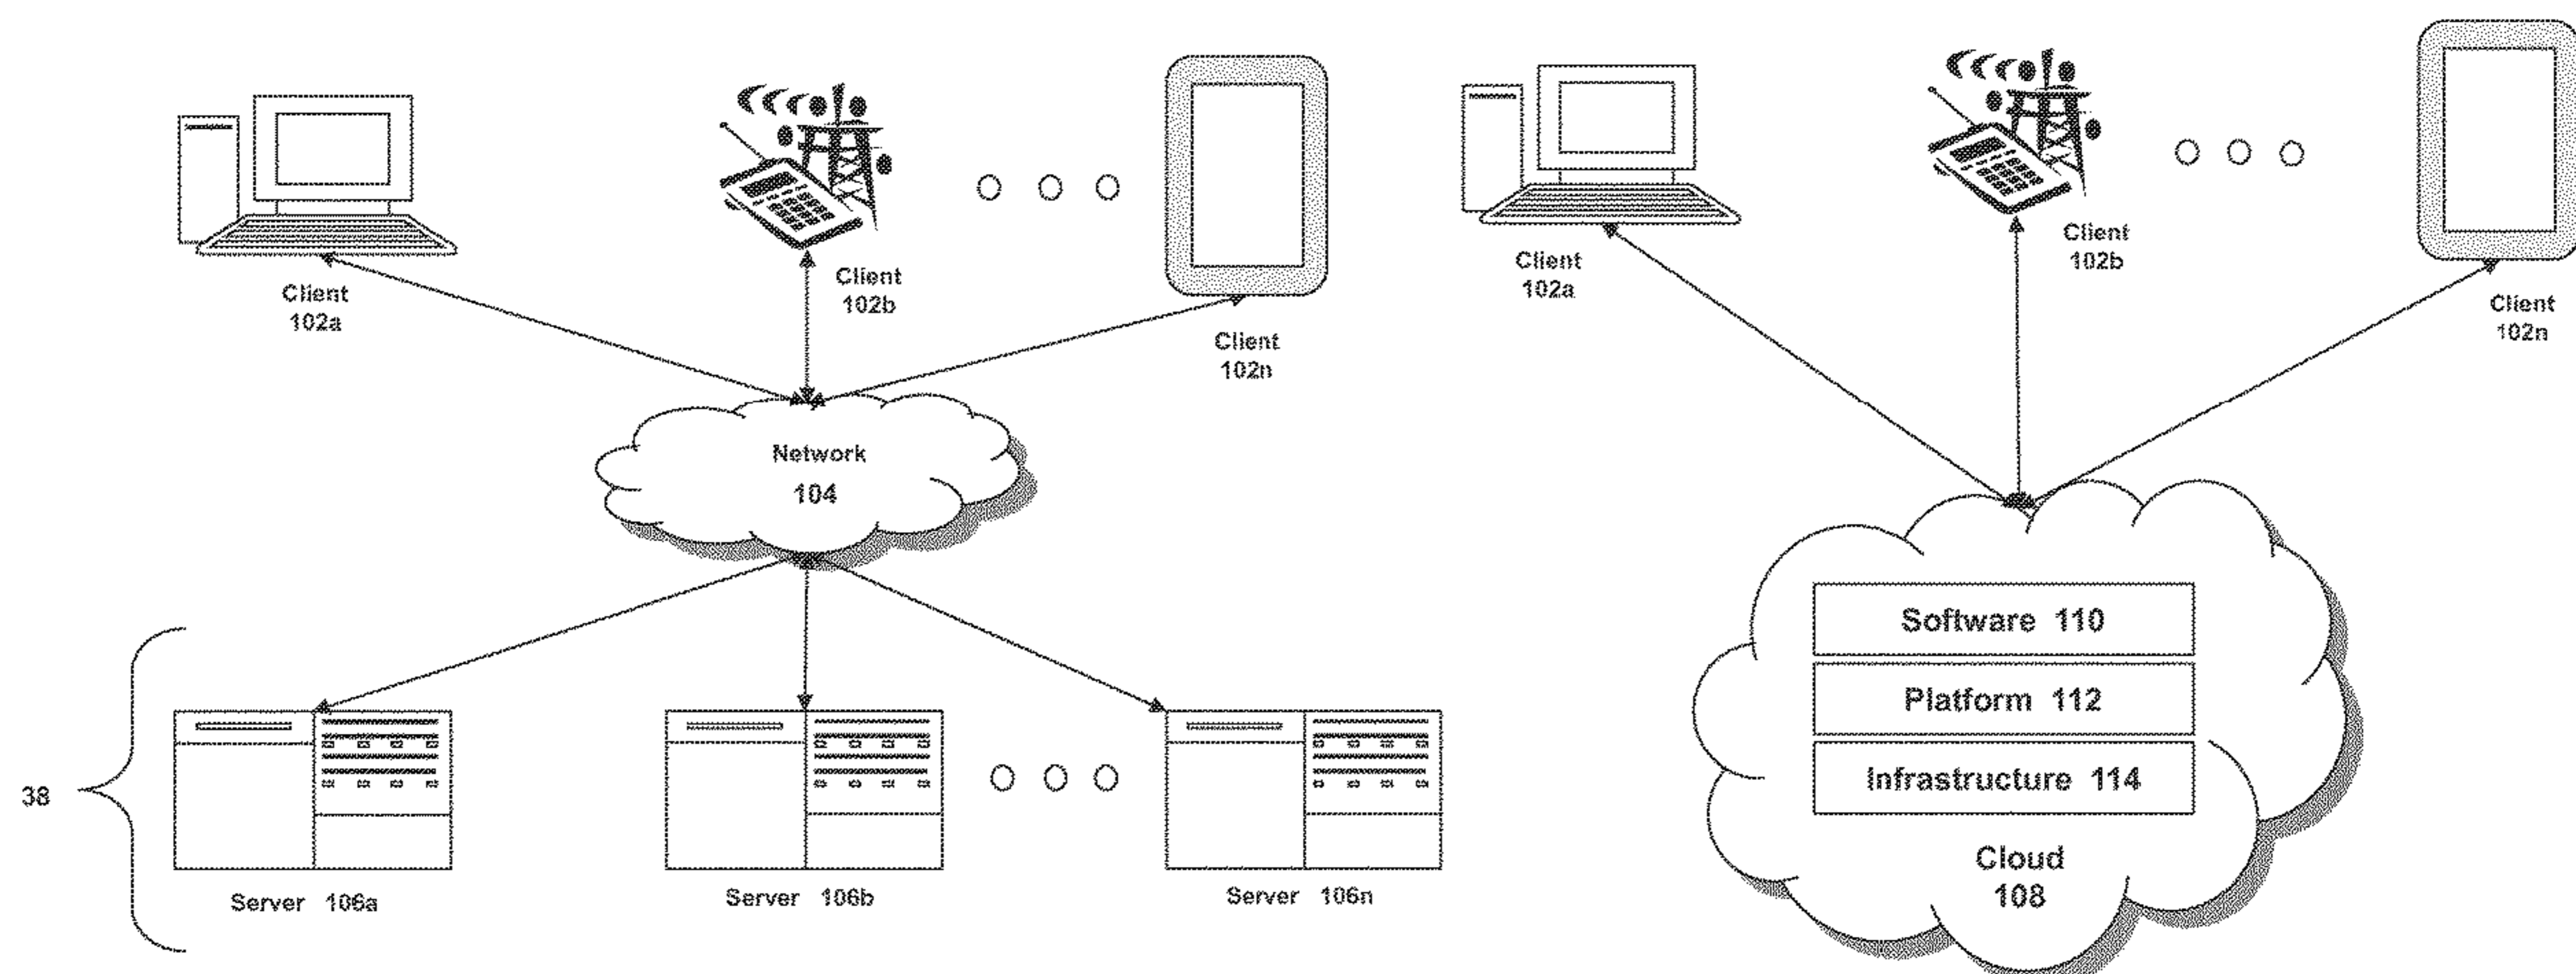 Client
102a
Client
102b
Client
102n
Network
104
38
Server 106a
Server 106b
Server 106n
Client
102a
Client
102b
Client
102n
Software 110
Platform 112
Infrastructure 114
Cloud
108